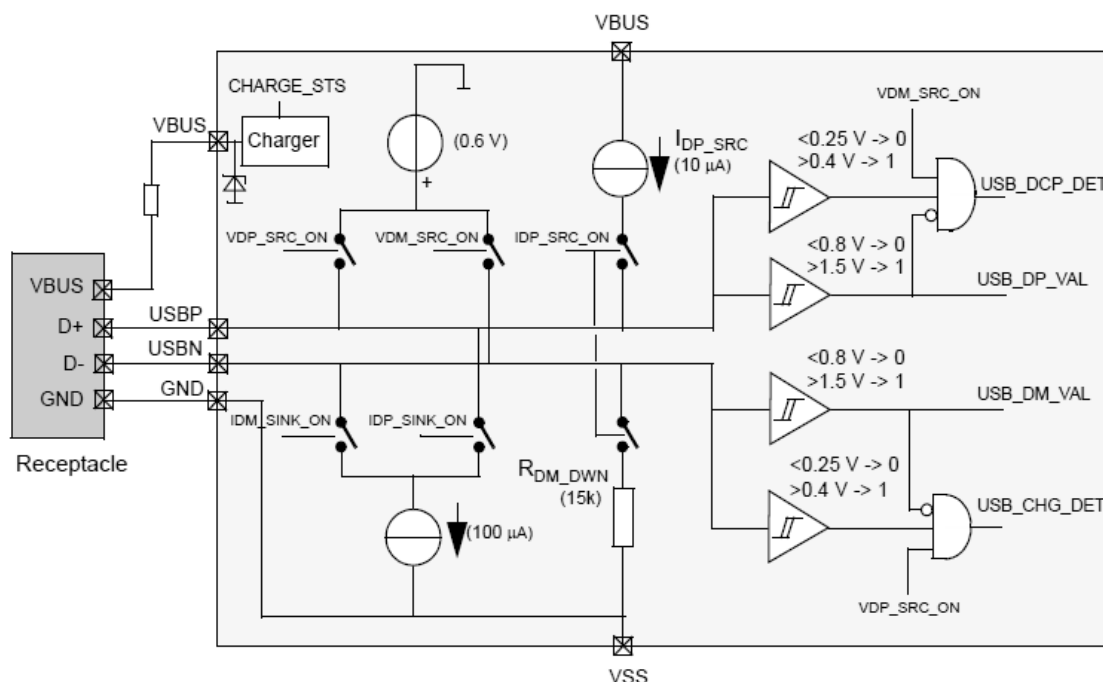 VBUS
CHARGE_STS
VBUS
Charger
(0.6 V)
+
I_DP_SRC
(10 µA)
VDM_SRC_ON
<0.25 V -> 0
>0.4 V -> 1
USB_DCP_DET
VDP_SRC_ON
VDM_SRC_ON
IDP_SRC_ON
<0.8 V -> 0
>1.5 V -> 1
USB_DP_VAL
VBUS
D+
D-
GND
Receptacle
USBP
USBN
GND
<0.8 V -> 0
>1.5 V -> 1
USB_DM_VAL
IDM_SINK_ON
IDP_SINK_ON
R_DM_DWN
(15k)
(100 µA)
<0.25 V -> 0
>0.4 V -> 1
USB_CHG_DET
VDP_SRC_ON
VSS